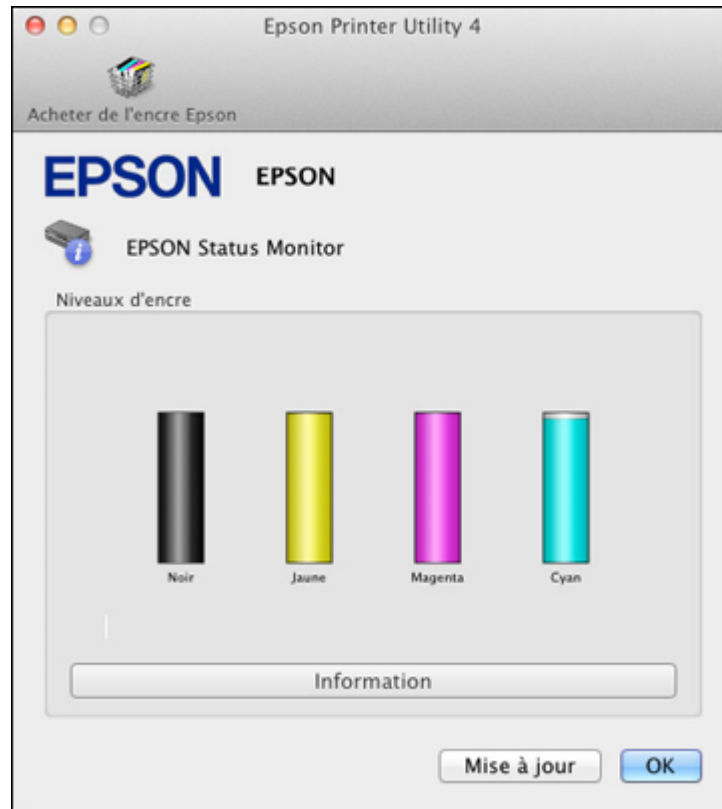 Epson Printer Utility 4
Acheter de l'encre Epson
EPSON EPSON
EPSON Status Monitor
Niveaux d'encre
Noir Jaune Magenta Cyan
Information
Mise à jour OK